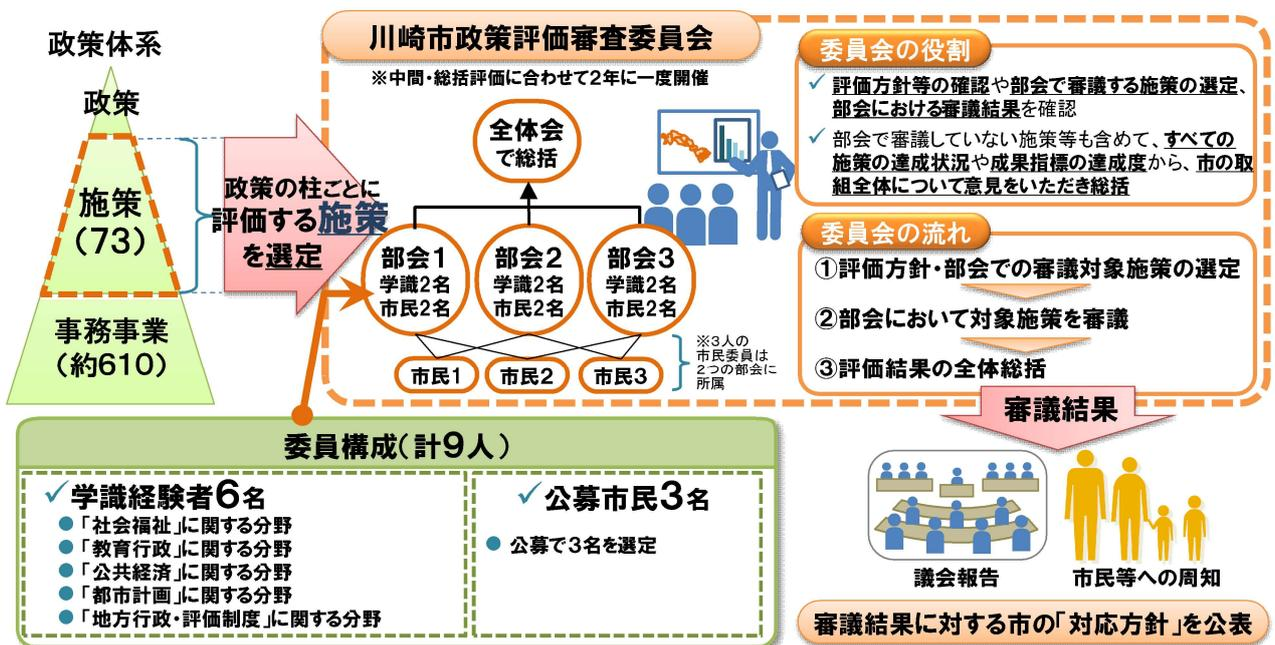 政策体系
政策
施策
(73)
事務事業
(約610)
政策の柱ごとに
評価する施策
を選定
川崎市政策評価審査委員会
※中間・総括評価に合わせて2年に一度開催
全体会
で総括
部会1
学識2名
市民2名
部会2
学識2名
市民2名
部会3
学識2名
市民2名
市民1
市民2
市民3
※3人の
市民委員は
2つの部会に
所属
委員会の役割
✓ 評価方針等の確認や部会で審議する施策の選定、
部会における審議結果を確認
✓ 部会で審議していない施策等も含めて、すべての
施策の達成状況や成果指標の達成度から、市の取
組全体について意見をいただき総括
委員会の流れ
①評価方針・部会での審議対象施策の選定
②部会において対象施策を審議
③評価結果の全体総括
審議結果
議会報告
市民等への周知
審議結果に対する市の「対応方針」を公表
委員構成(計9人)
✓学識経験者6名
●「社会福祉」に関する分野
●「教育行政」に関する分野
●「公共経済」に関する分野
●「都市計画」に関する分野
●「地方行政・評価制度」に関する分野
✓公募市民3名
● 公募で3名を選定